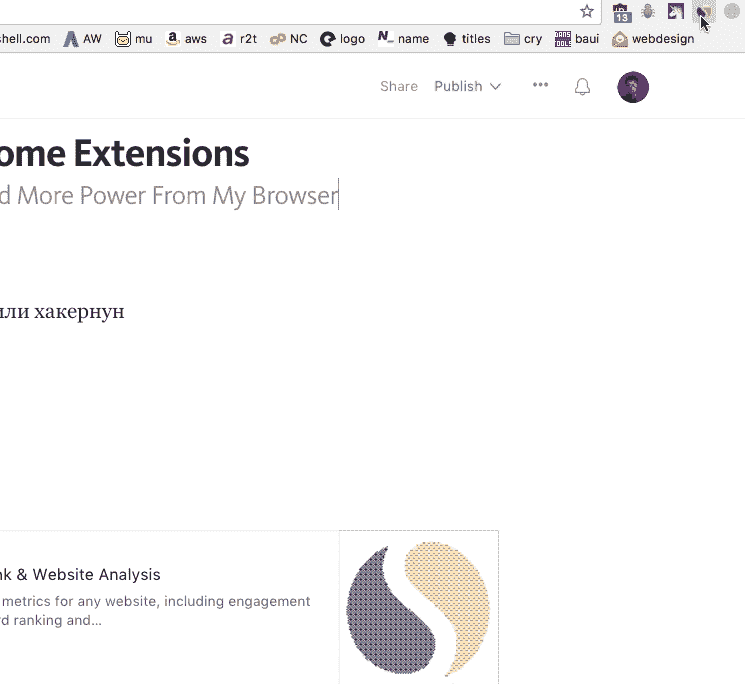 13
shell.com AW mu aws r2t NC logo name titles cry baui webdesign
Share Publish
ome Extensions
d More Power From My Browser
или хакернун
nk & Website Analysis
metrics for any website, including engagement
rd ranking and...